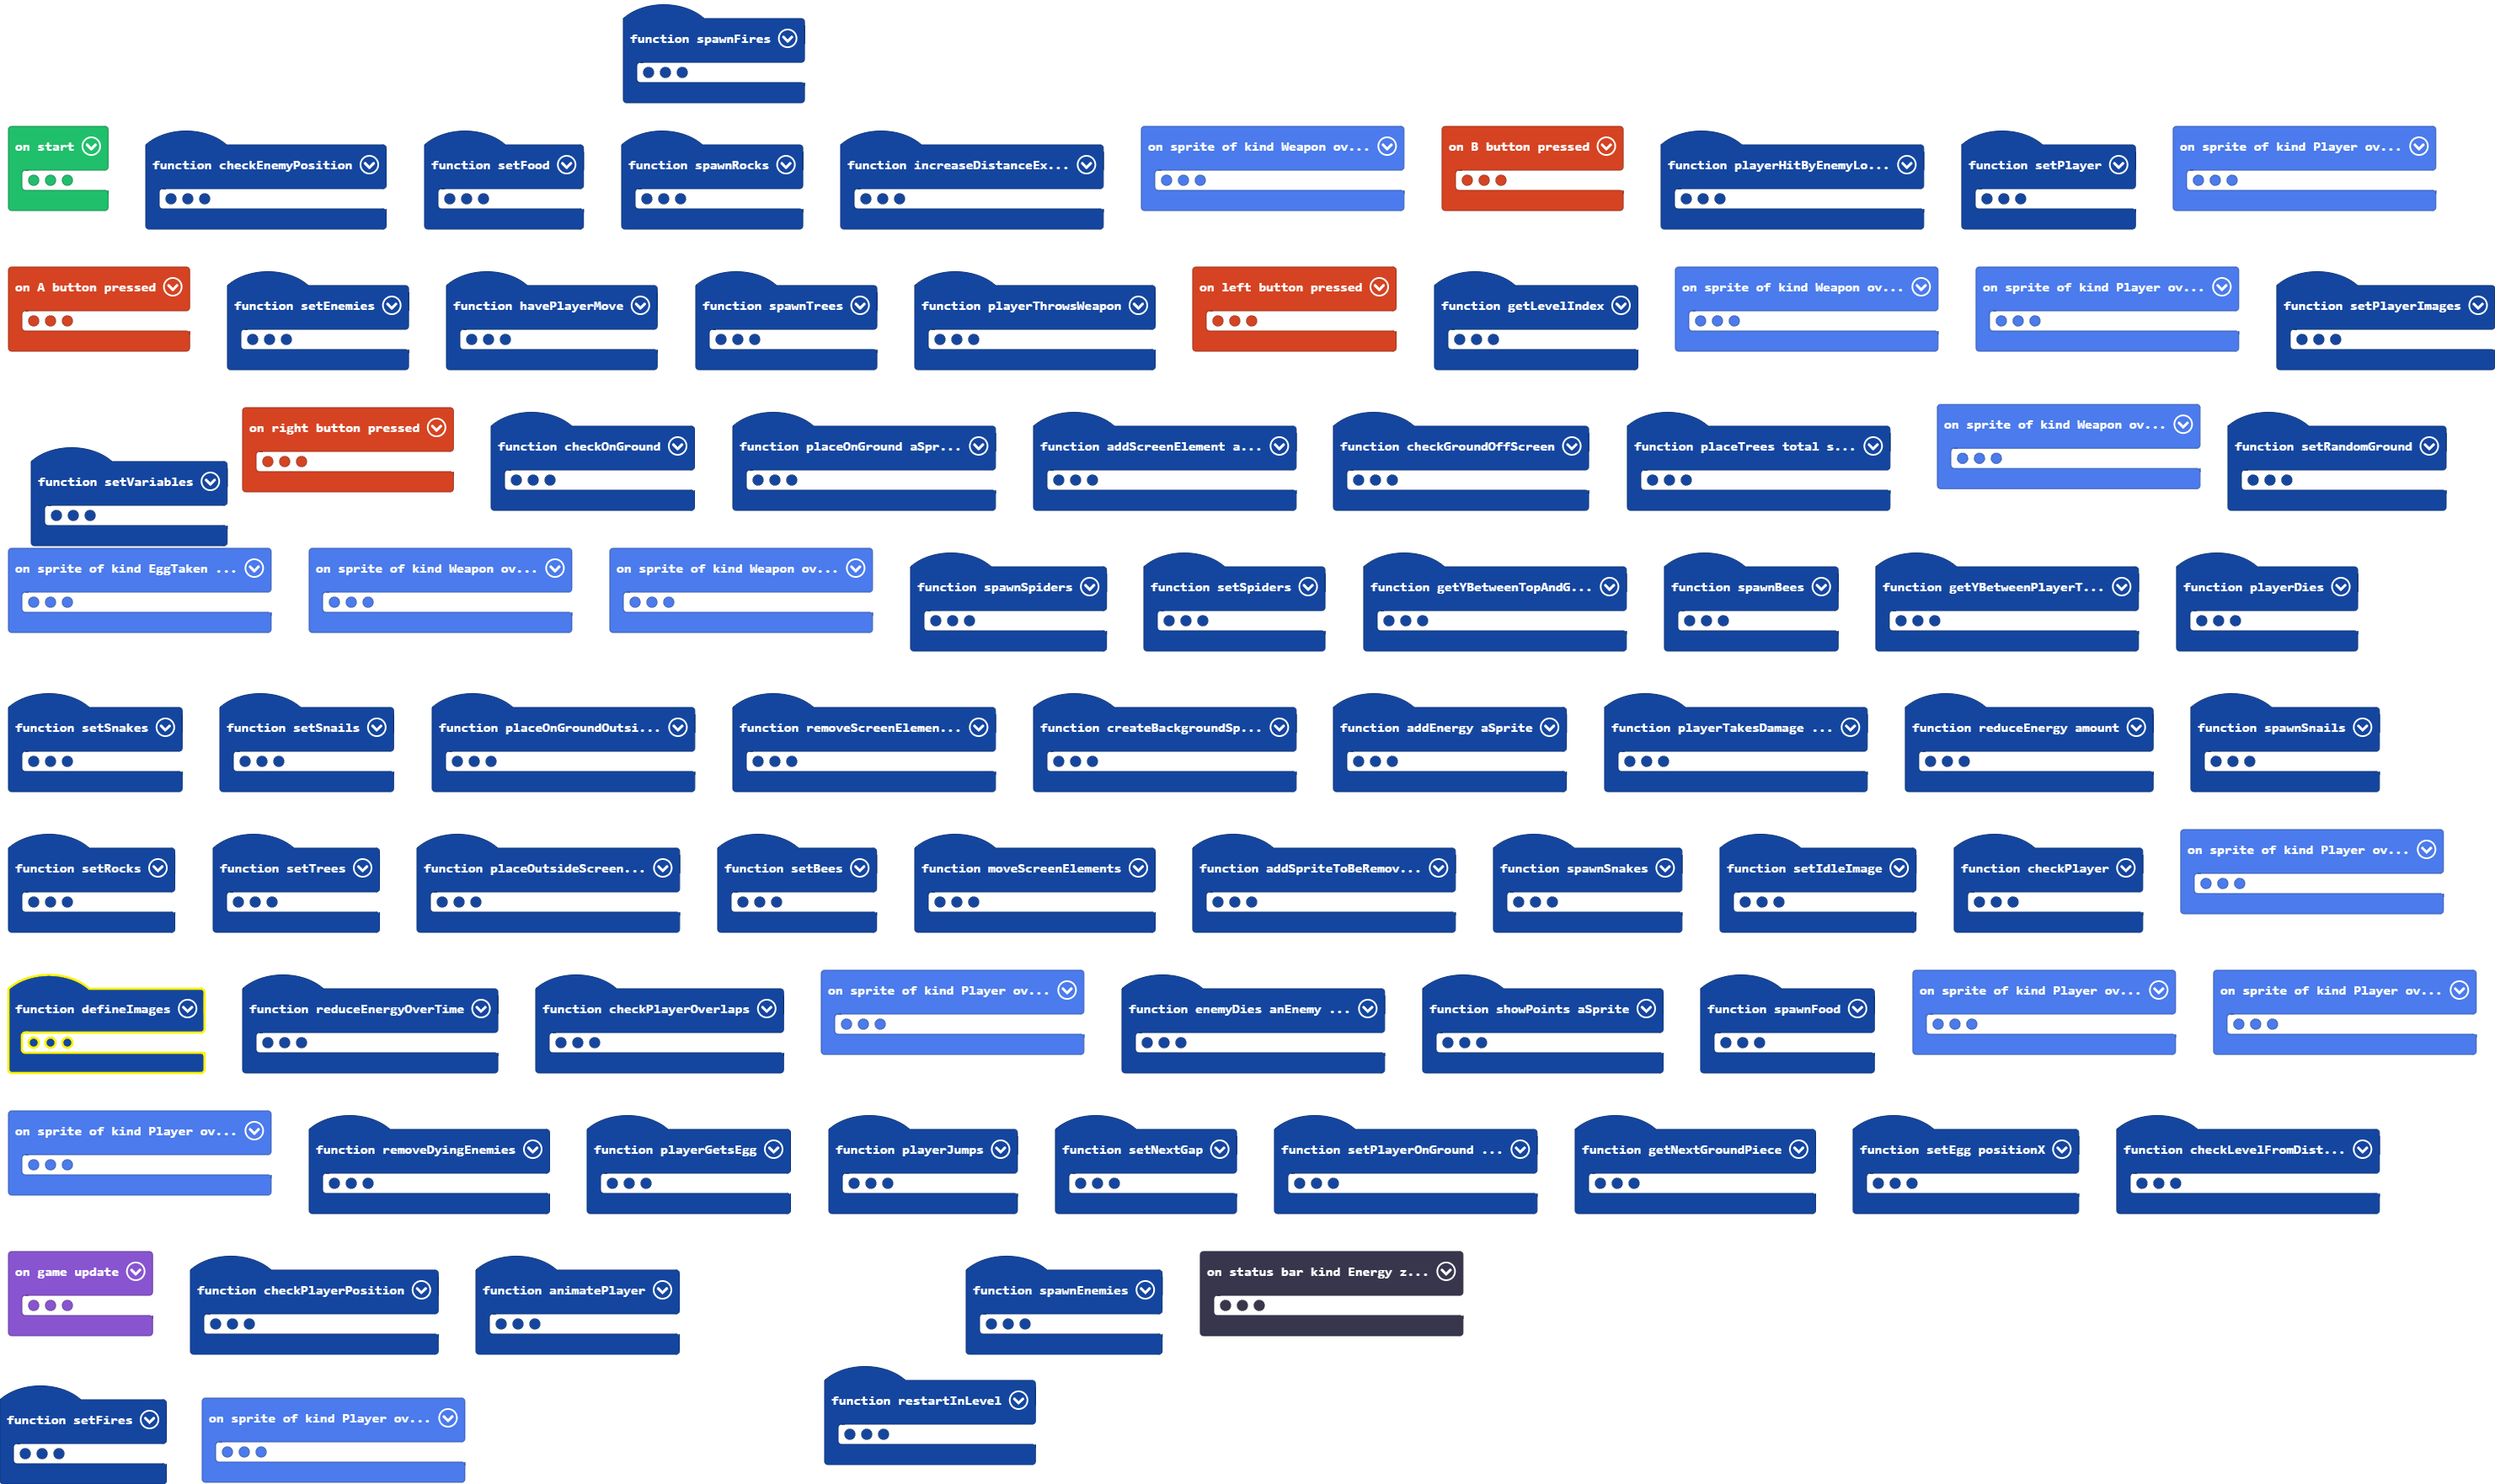 function spawnFires
on start
function checkEnemyPosition
function setFood
function spawnRocks
function increaseDistanceEx...
on sprite of kind Weapon ov...
on B button pressed
function playerHitByEnemyLo...
function setPlayer
on sprite of kind Player ov...
on A button pressed
function setEnemies
function havePlayerMove
function spawnTrees
function playerThrowsWeapon
on left button pressed
function getLevelIndex
on sprite of kind Weapon ov...
on sprite of kind Player ov...
function setPlayerImages
function setVariables
on right button pressed
function checkOnGround
function placeOnGround aSpr...
function addScreenElement a...
function checkGroundOffScreen
function placeTrees total s...
on sprite of kind Weapon ov...
function setRandomGround
on sprite of kind EggTaken ...
on sprite of kind Weapon ov...
on sprite of kind Weapon ov...
function spawnSpiders
function setSpiders
function getYBetweenTopAndG...
function spawnBees
function getYBetweenPlayerT...
function playerDies
function setSnakes
function setSnails
function placeOnGroundOutsi...
function removeScreenElemen...
function createBackgroundSp...
function addEnergy aSprite
function playerTakesDamage ...
function reduceEnergy amount
function spawnSnails
function setRocks
function setTrees
function placeOutsideScreen...
function setBees
function moveScreenElements
function addSpriteToBeRemov...
function spawnSnakes
function setIdleImage
function checkPlayer
on sprite of kind Player ov...
function defineImages
function reduceEnergyOverTime
function checkPlayerOverlaps
on sprite of kind Player ov...
function enemyDies anEnemy ...
function showPoints aSprite
function spawnFood
on sprite of kind Player ov...
on sprite of kind Player ov...
on sprite of kind Player ov...
function removeDyingEnemies
function playerGetsEgg
function playerJumps
function setNextGap
function setPlayerOnGround ...
function getNextGroundPiece
function setEgg positionX
function checkLevelFromDist...
on game update
function checkPlayerPosition
function animatePlayer
function spawnEnemies
on status bar kind Energy z...
function restartInLevel
function setFires
on sprite of kind Player ov...